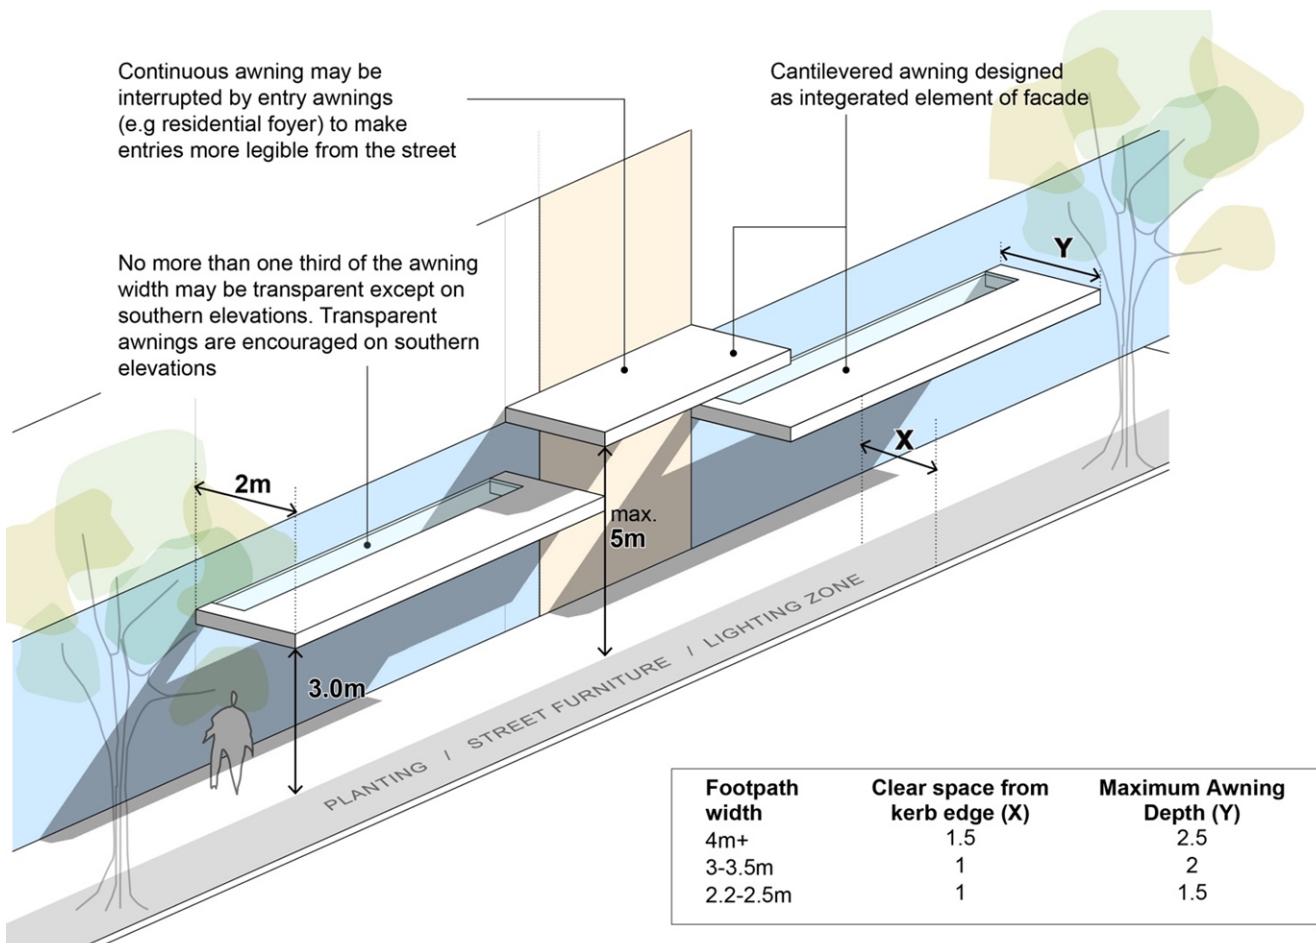 Continuous awning may be
interrupted by entry awnings
(e.g residential foyer) to make
entries more legible from the street
Cantilevered awning designed
as integerated element of facade
No more than one third of the awning
width may be transparent except on
southern elevations. Transparent
awnings are encouraged on southern
elevations
Y
X
2m
max.
5m
3.0m
PLANTING / STREET FURNITURE / LIGHTING ZONE
Footpath width Clear space from kerb edge (X) Maximum Awning Depth (Y)
4m+ 1.5 2.5
3-3.5m 1 2
2.2-2.5m 1 1.5